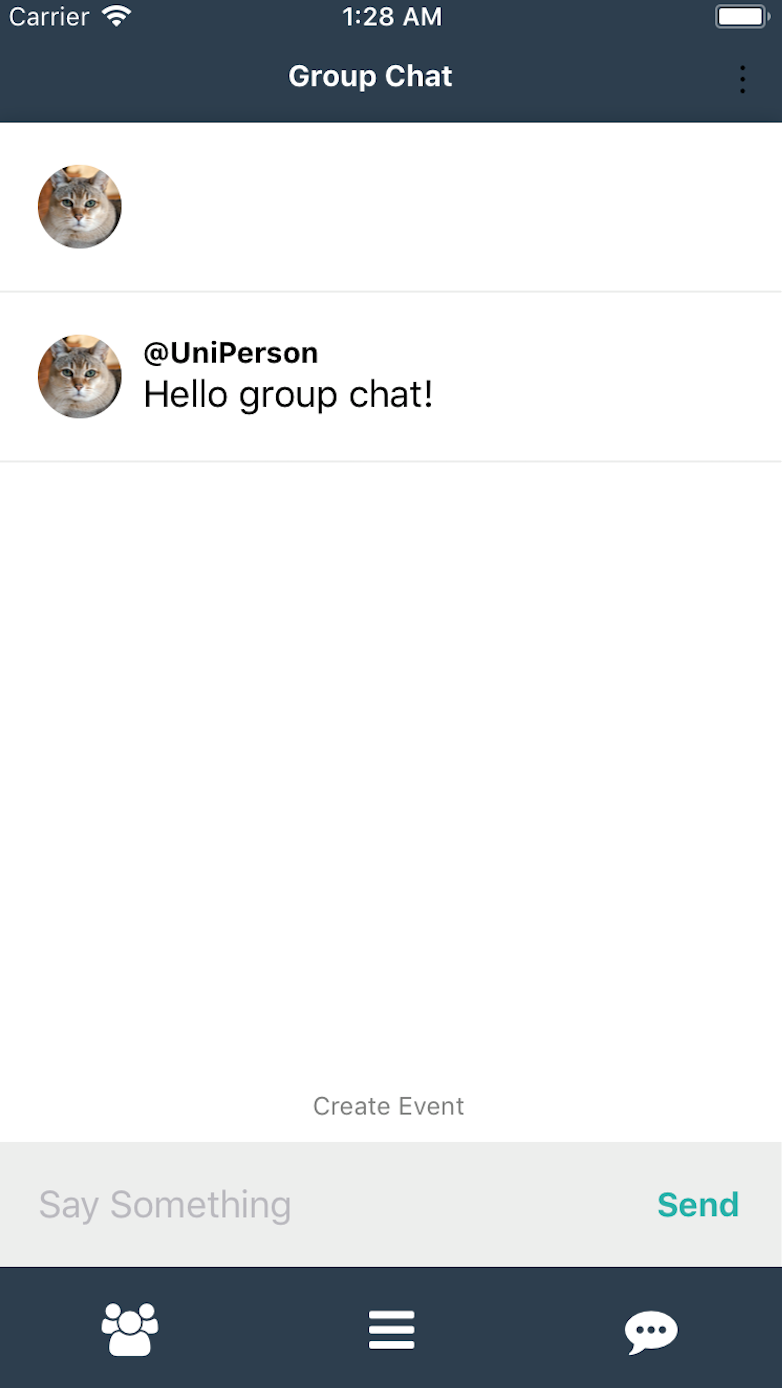 Carrier 1:28 AM
Group Chat
@UniPerson
Hello group chat!
Create Event
Say Something Send